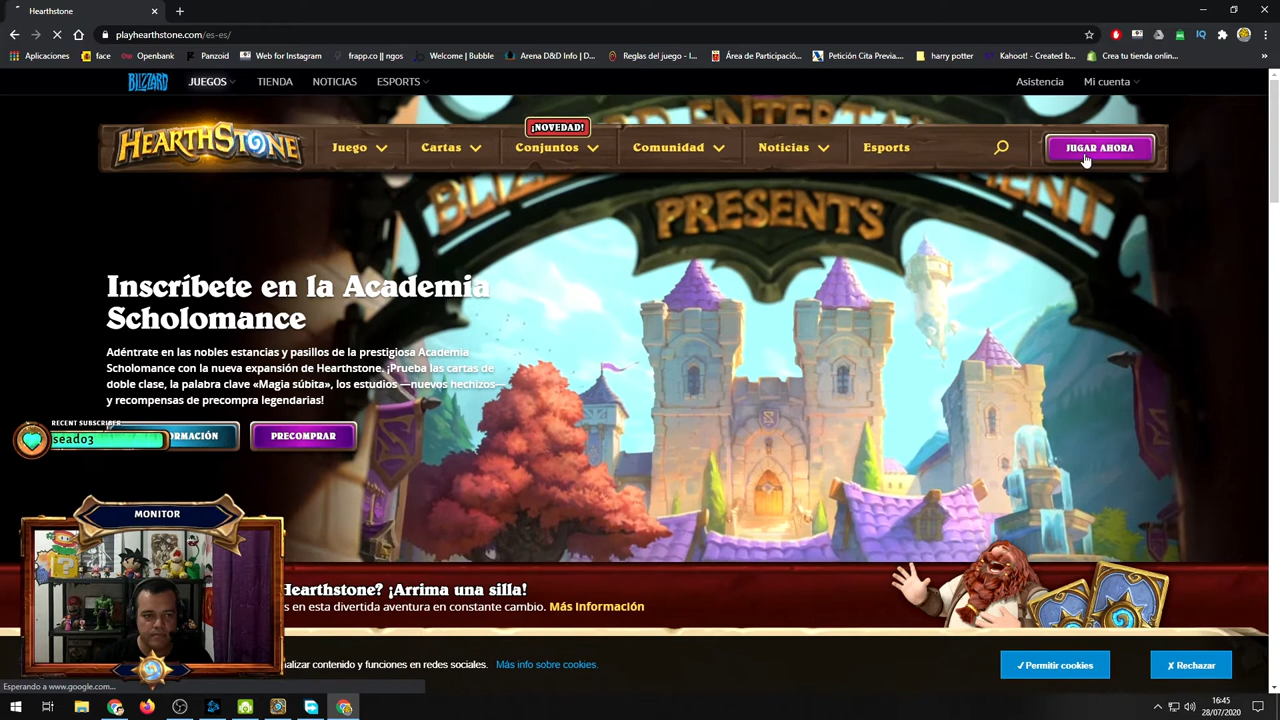 Hearthstone
playhearthstone.com/es-es/
Aplicaciones
face
Openbank
Panzoid
Web for Instagram
frapp.co || ngos
Welcome | Bubble
Arena D&D Info | D...
Reglas del juego - I...
Área de Participació...
Petición Cita Previa...
harry potter
Kahoot! - Created b...
Crea tu tienda online...
BLIZZARD
JUEGOS
TIENDA
NOTICIAS
ESPORTS
Asistencia
Mi cuenta
HEARTHSTONE
Juego
Cartas
¡NOVEDAD!
Conjuntos
Comunidad
Noticias
Esports
JUGAR AHORA
PRESENTS
Inscríbete en la Academia
Scholomance
Adéntrate en las nobles estancias y pasillos de la prestigiosa Academia
Scholomance con la nueva expansión de Hearthstone. ¡Prueba las cartas de
doble clase, la palabra clave «Magia súbita», los estudios —nuevos hechizos—
y recompensas de precompra legendarias!
RECENT SUBSCRIBER
seado3
ORMACIÓN
PRECOMPRAR
MONITOR
Hearthstone? ¡Arrima una silla!
s en esta divertida aventura en constante cambio. Más información
nalizar contenido y funciones en redes sociales. Más info sobre cookies.
✓Permitir cookies
✗ Rechazar
Esperando a www.google.com...
16:45
28/07/2020